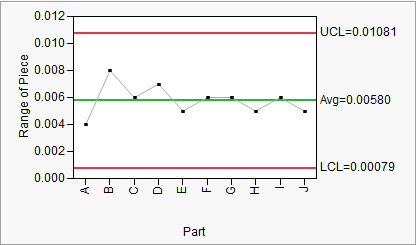 0.012
UCL=0.01081
0.010
0.008
Range of Piece
0.006
Avg=0.00580
0.004
0.002
LCL=0.00079
0.000
A B C D E F G H I J
Part